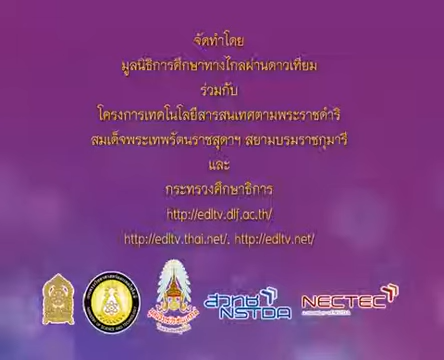 จัดทำโดย
มูลนิธิการศึกษาทางไกลผ่านดาวเทียม
ร่วมกับ
โครงการเทคโนโลยีสารสนเทศตามพระราชดำริ
สมเด็จพระเทพรัตนราชสุดาฯ สยามบรมราชกุมารี
และ
กระทรวงศึกษาธิการ
http://edltv.dlf.ac.th/
http://edltv.thai.net/, http://edltv.net/
สวทช NSTDA
NECTEC